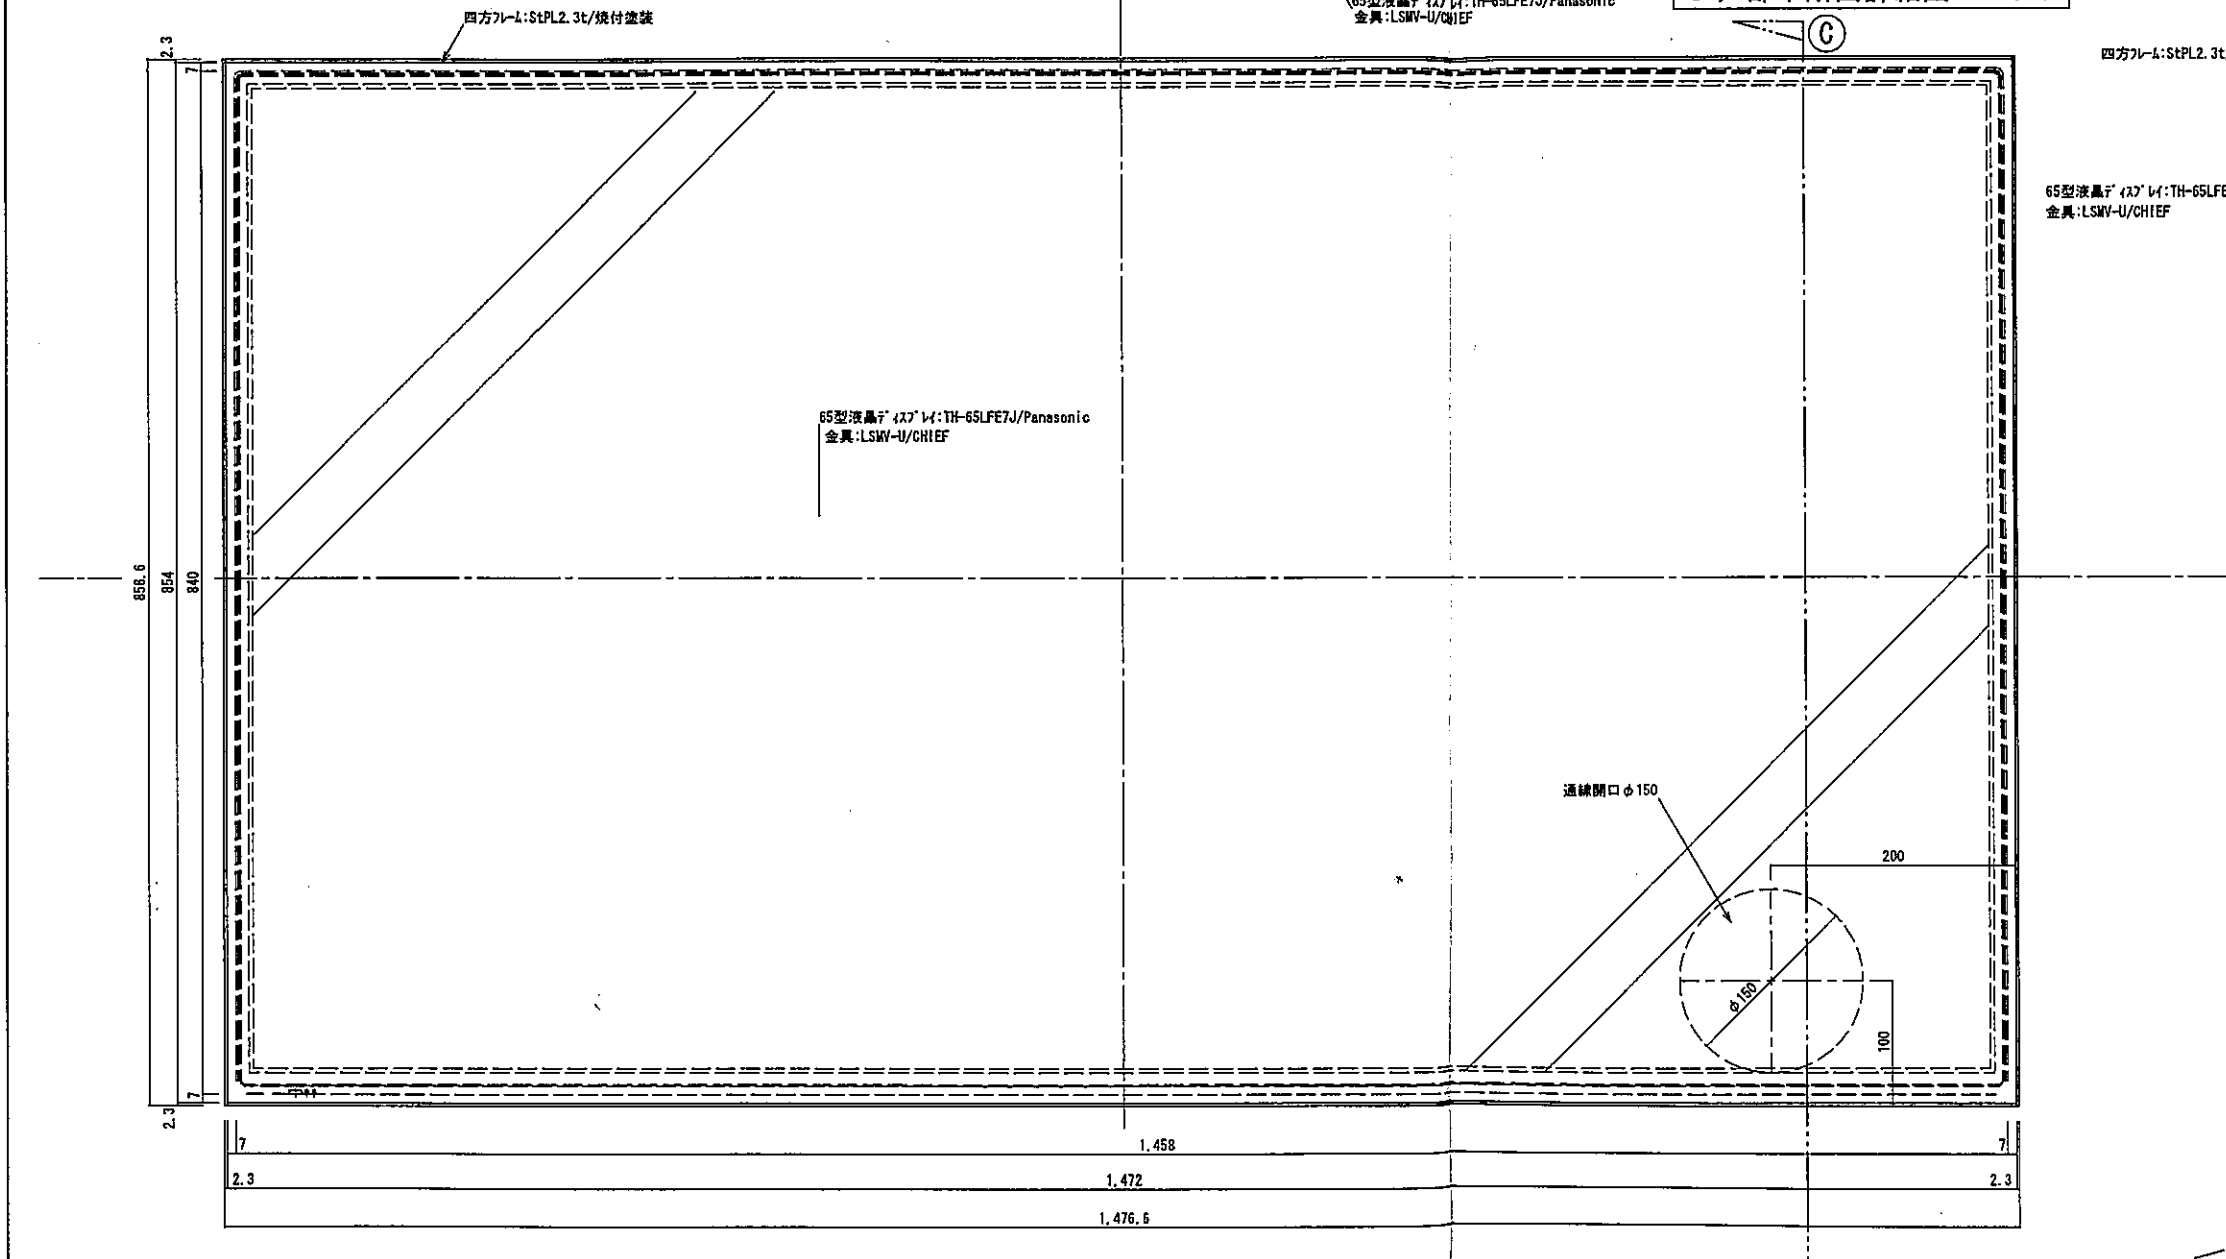 四方フレーム:StPL2.3t/焼付塗装
金具:LSMV-U/CHIEF
C
四方フレーム:StPL2.3t
65型液晶ディスプレイ:TH-65LFE
金具:LSMV-U/CHIEF
2.3
7
65型液晶ディスプレイ:TH-65LFE7J/Panasonic
金具:LSMV-U/CHIEF
858.6
854
840
通線開口φ150
200
φ150
100
7
2.3
7
1,458
7
2.3
1,472
2.3
1,476.6